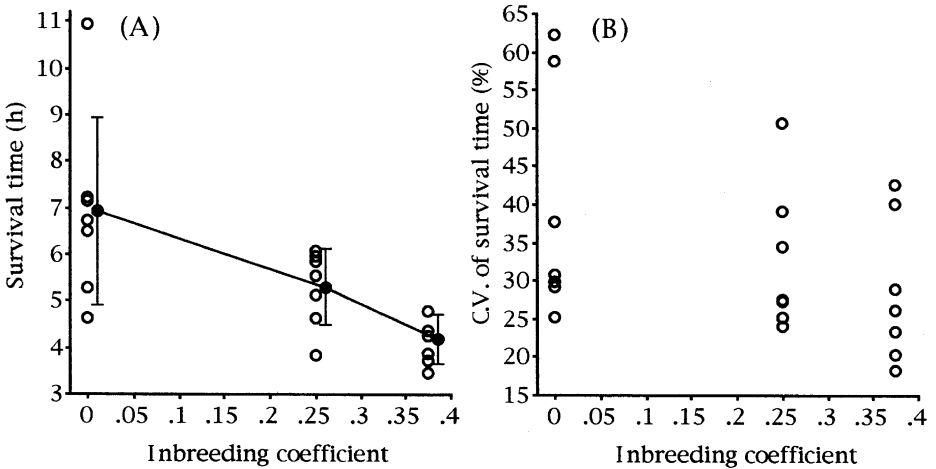 (A)
Survival time (h)
11
10
9
8
7
6
5
4
3
0 .05 .1 .15 .2 .25 .3 .35 .4
Inbreeding coefficient
(B)
C.V. of survival time (%)
65
60
55
50
45
40
35
30
25
20
15
0 .05 .1 .15 .2 .25 .3 .35 .4
Inbreeding coefficient